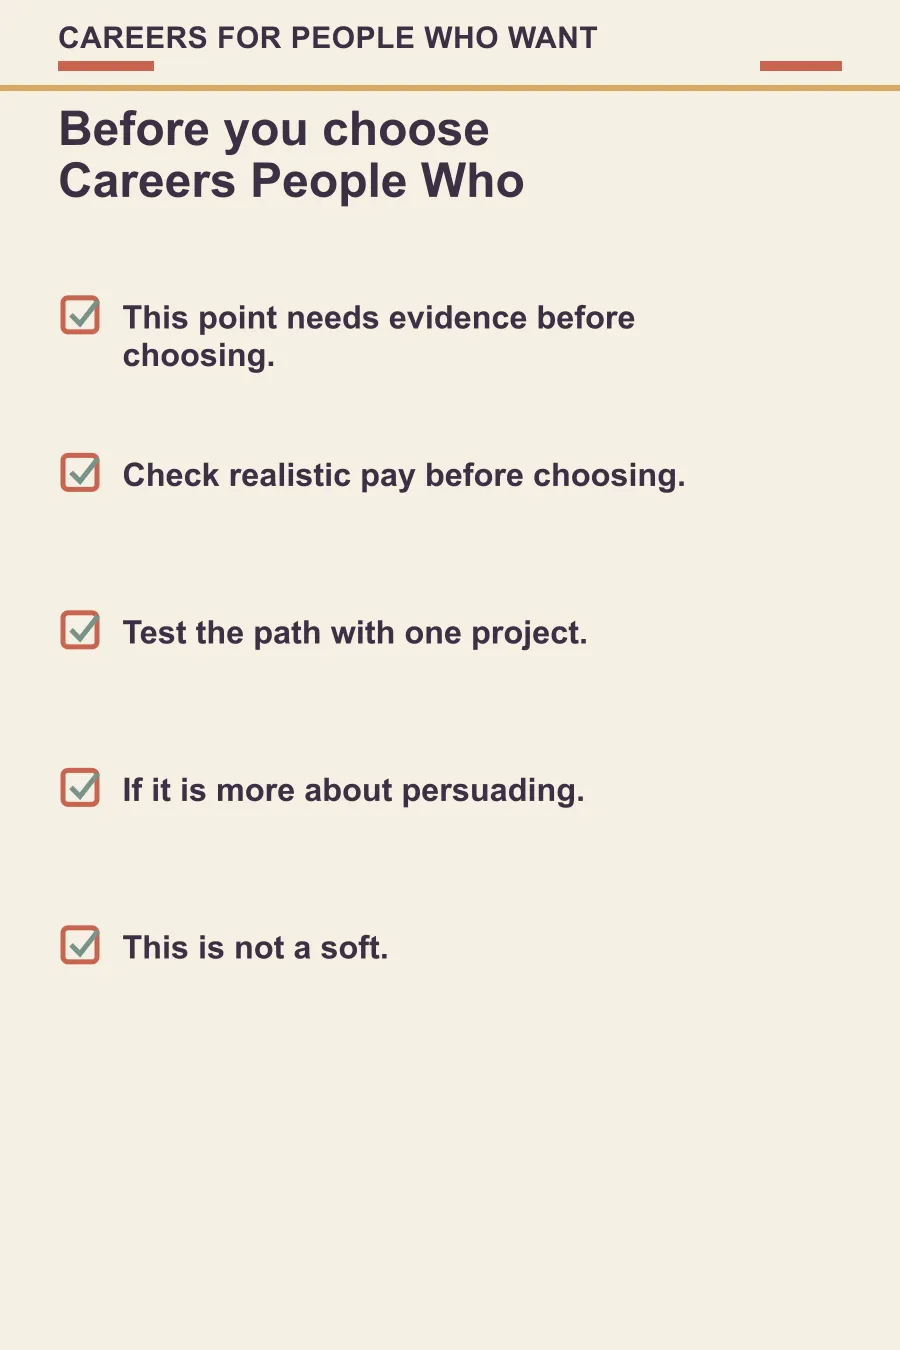 CAREERS FOR PEOPLE WHO WANT
Before you choose
Careers People Who
This point needs evidence before
choosing.
Check realistic pay before choosing.
Test the path with one project.
If it is more about persuading.
This is not a soft.